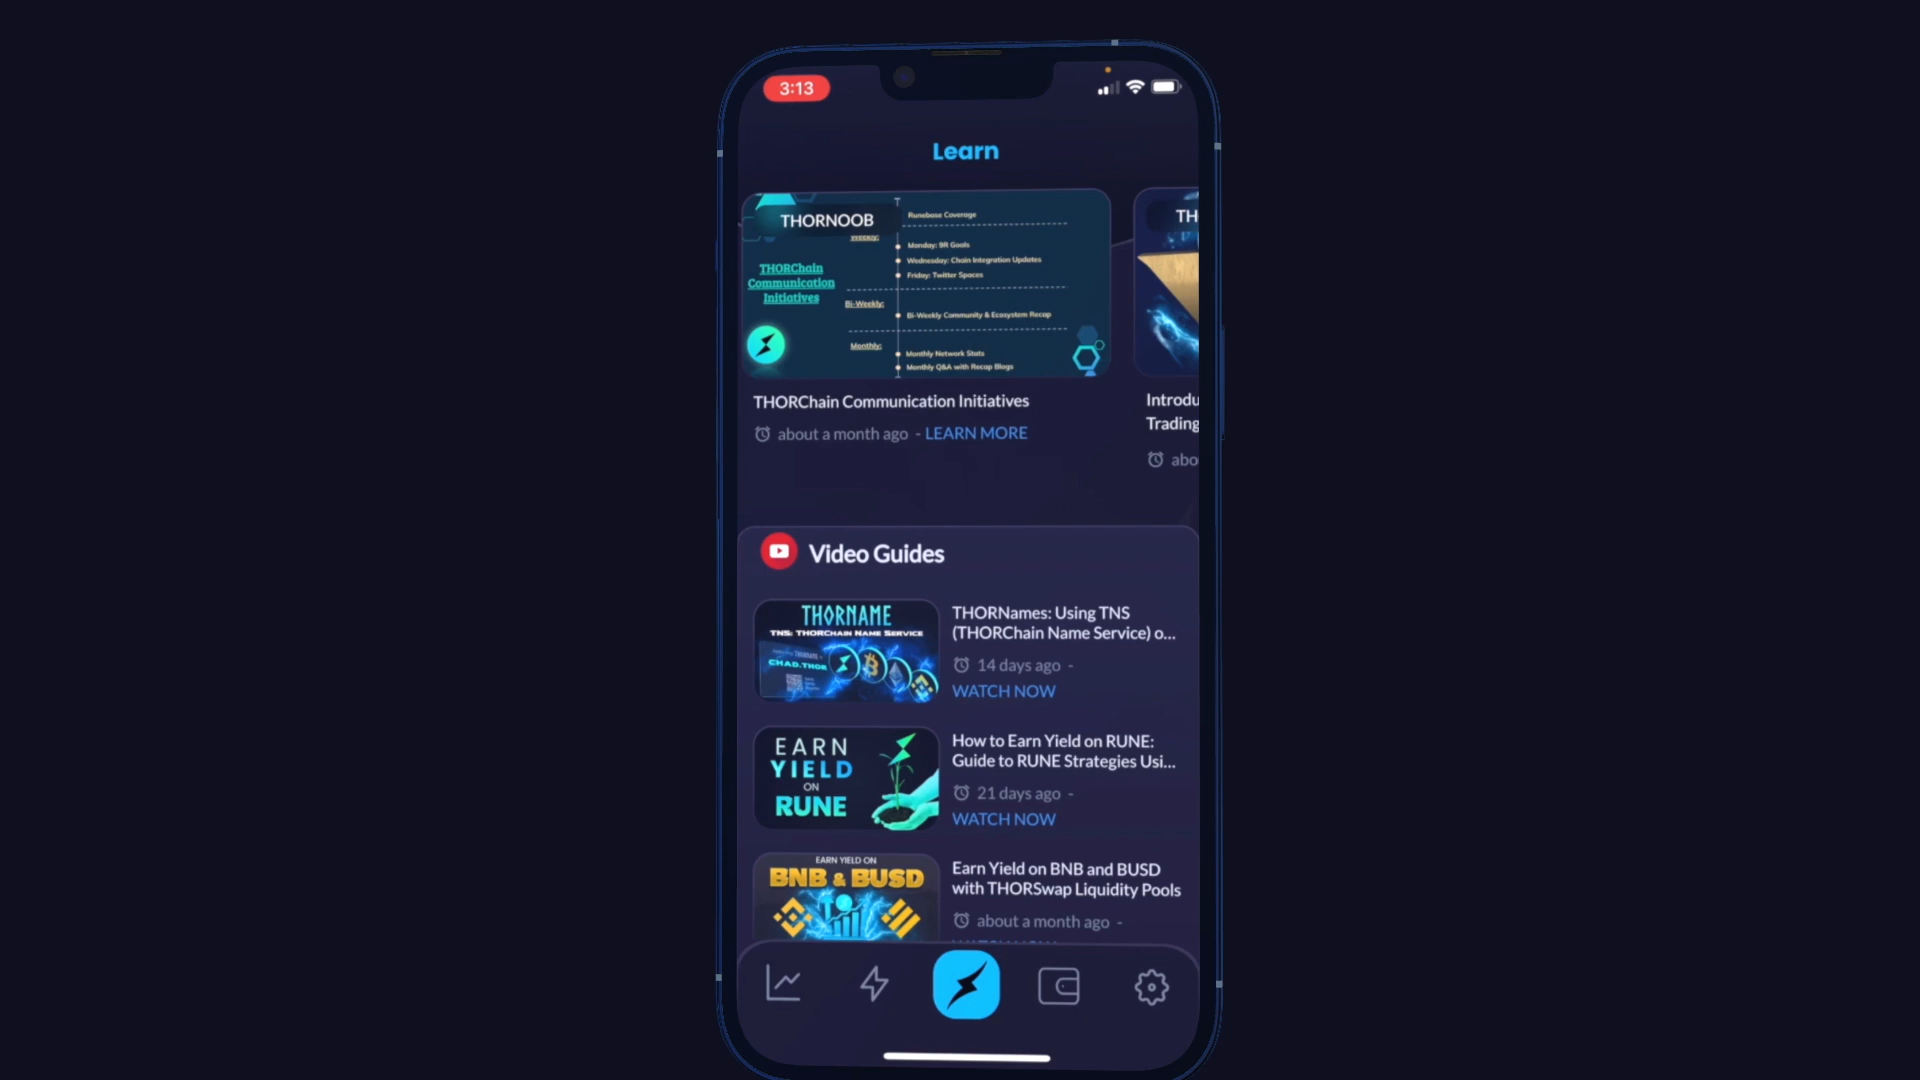 3:13
Learn
THORNOOB
THORChain
Communication
Initiatives
Runebase Coverage
Weekly:
Monday: 9R Goals
Wednesday: Chain Integration Updates
Friday: Twitter Spaces
Bi-Weekly:
Bi-Weekly Community & Ecosystem Recap
Monthly:
Monthly Network Stats
Monthly Q&A with Recap Blogs
TH
THORChain Communication Initiatives
about a month ago - LEARN MORE
Introdu
Trading
abo
Video Guides
THORNAME
TNS: THORCHAIN NAME SERVICE
CHAD.THOR
THORNames: Using TNS
(THORChain Name Service) o...
14 days ago -
WATCH NOW
EARN
YIELD
ON
RUNE
How to Earn Yield on RUNE:
Guide to RUNE Strategies Usi...
21 days ago -
WATCH NOW
EARN YIELD ON
BNB & BUSD
Earn Yield on BNB and BUSD
with THORSwap Liquidity Pools
about a month ago -